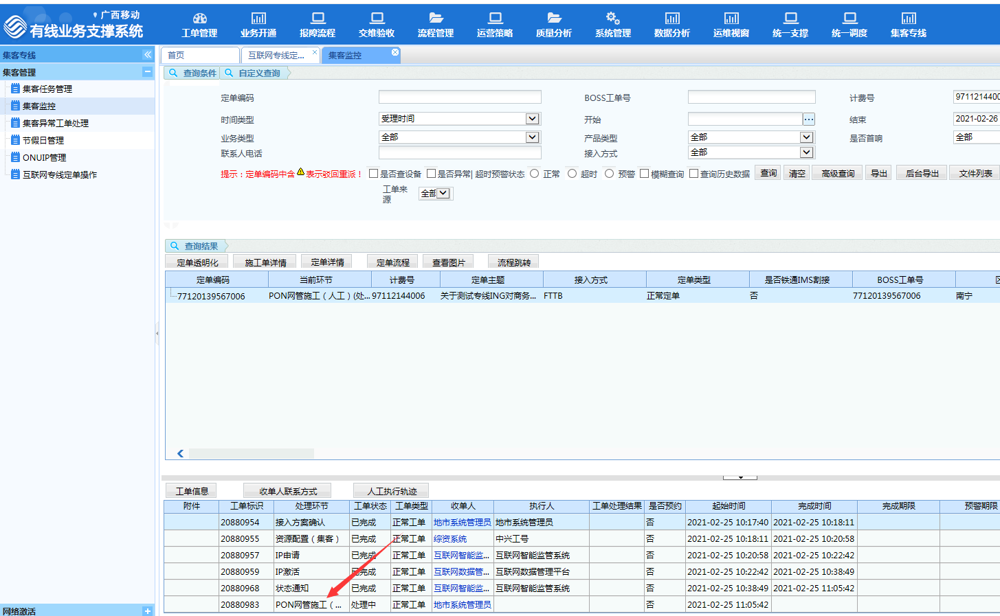 广西移动
有线业务支撑系统
工单管理 业务开通 报障流程 交维验收 流程管理 运营策略 质量分析 系统管理 数据分析 运维视窗 统一支撑 统一调度 集客专线
集客专线
首页 互联网专线定... 集客监控
集客管理
集客任务管理
集客监控
集客异常工单处理
节假日管理
ONUIP管理
互联网专线定单操作
网络激活
查询条件 自定义查询
定单编码 BOSS工单号 计费号 971121440
时间类型 受理时间 开始 结束 2021-02-26
业务类型 全部 产品类型 全部 是否首响 全部
联系人电话 接入方式 全部
提示：定单编码中含 表示驳回重派！ 是否查设备 是否异常| 超时预警状态 正常 超时 预警 模糊查询 查询历史数据 查询 清空 高级查询 导出 后台导出 文件列表
工单来源 全部
查询结果
定单透明化 施工单详情 定单详情 定单流程 查看图片 流程跳转
定单编码 当前环节 计费号 定单主题 接入方式 定单类型 是否铁通IMS割接 BOSS工单号
77120139567006 PON网管施工（人工）(处... 97112144006 关于测试专线ING对商务... FTTB 正常定单 否 77120139567006 南宁
工单信息 收单人联系方式 人工执行轨迹
附件 工单标识 处理环节 工单状态 工单类型 收单人 执行人 工单处理结果 是否预约 起始时间 完成时间 完成期限 预警期限
20880954 接入方案确认 已完成 正常工单 地市系统管理员 地市系统管理员 否 2021-02-25 10:17:40 2021-02-25 10:18:11
20880955 资源配置（集客） 已完成 正常工单 综资系统 中兴工号 否 2021-02-25 10:18:11 2021-02-25 10:20:58
20880957 IP申请 已完成 正常工单 互联网智能监... 互联网智能监管系统 否 2021-02-25 10:20:58 2021-02-25 10:22:42
20880959 IP激活 已完成 正常工单 互联网数据管... 互联网数据管理平台 否 2021-02-25 10:22:42 2021-02-25 10:38:49
20880968 状态通知 已完成 正常工单 互联网智能监... 互联网智能监管系统 否 2021-02-25 10:38:49 2021-02-25 11:05:42
20880983 PON网管施工（... 处理中 正常工单 地市系统管理员 否 2021-02-25 11:05:42